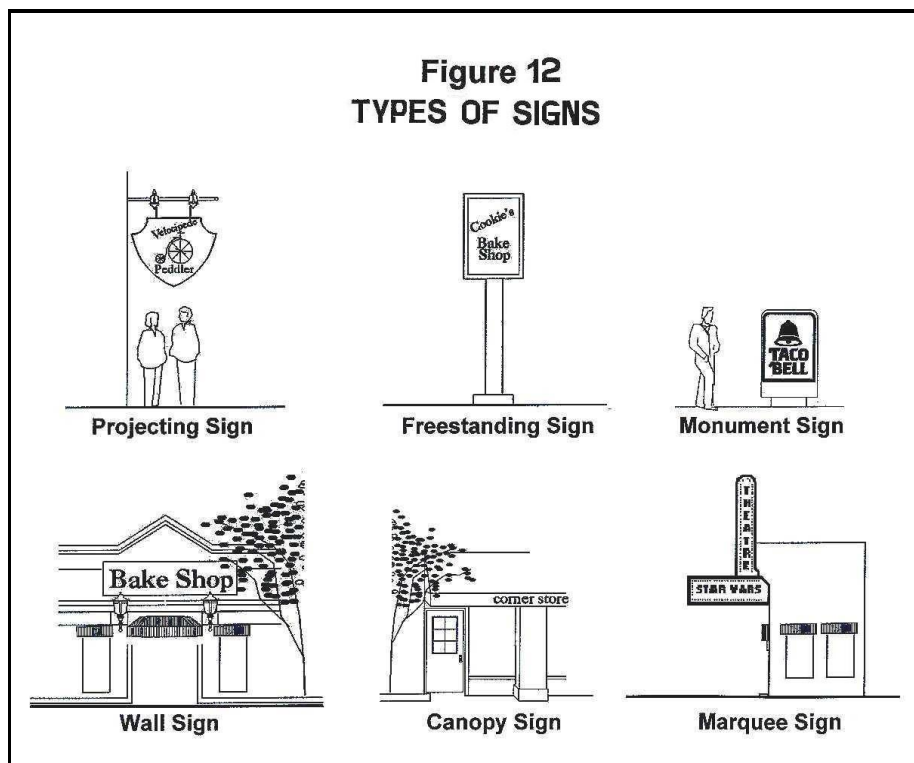 Figure 12
TYPES OF SIGNS
Velocipede
Peddler
Projecting Sign
Cookie's
Bake
Shop
Freestanding Sign
TACO
BELL
Monument Sign
Bake Shop
Wall Sign
corner store
Canopy Sign
THEATRE
STAR WARS
Marquee Sign